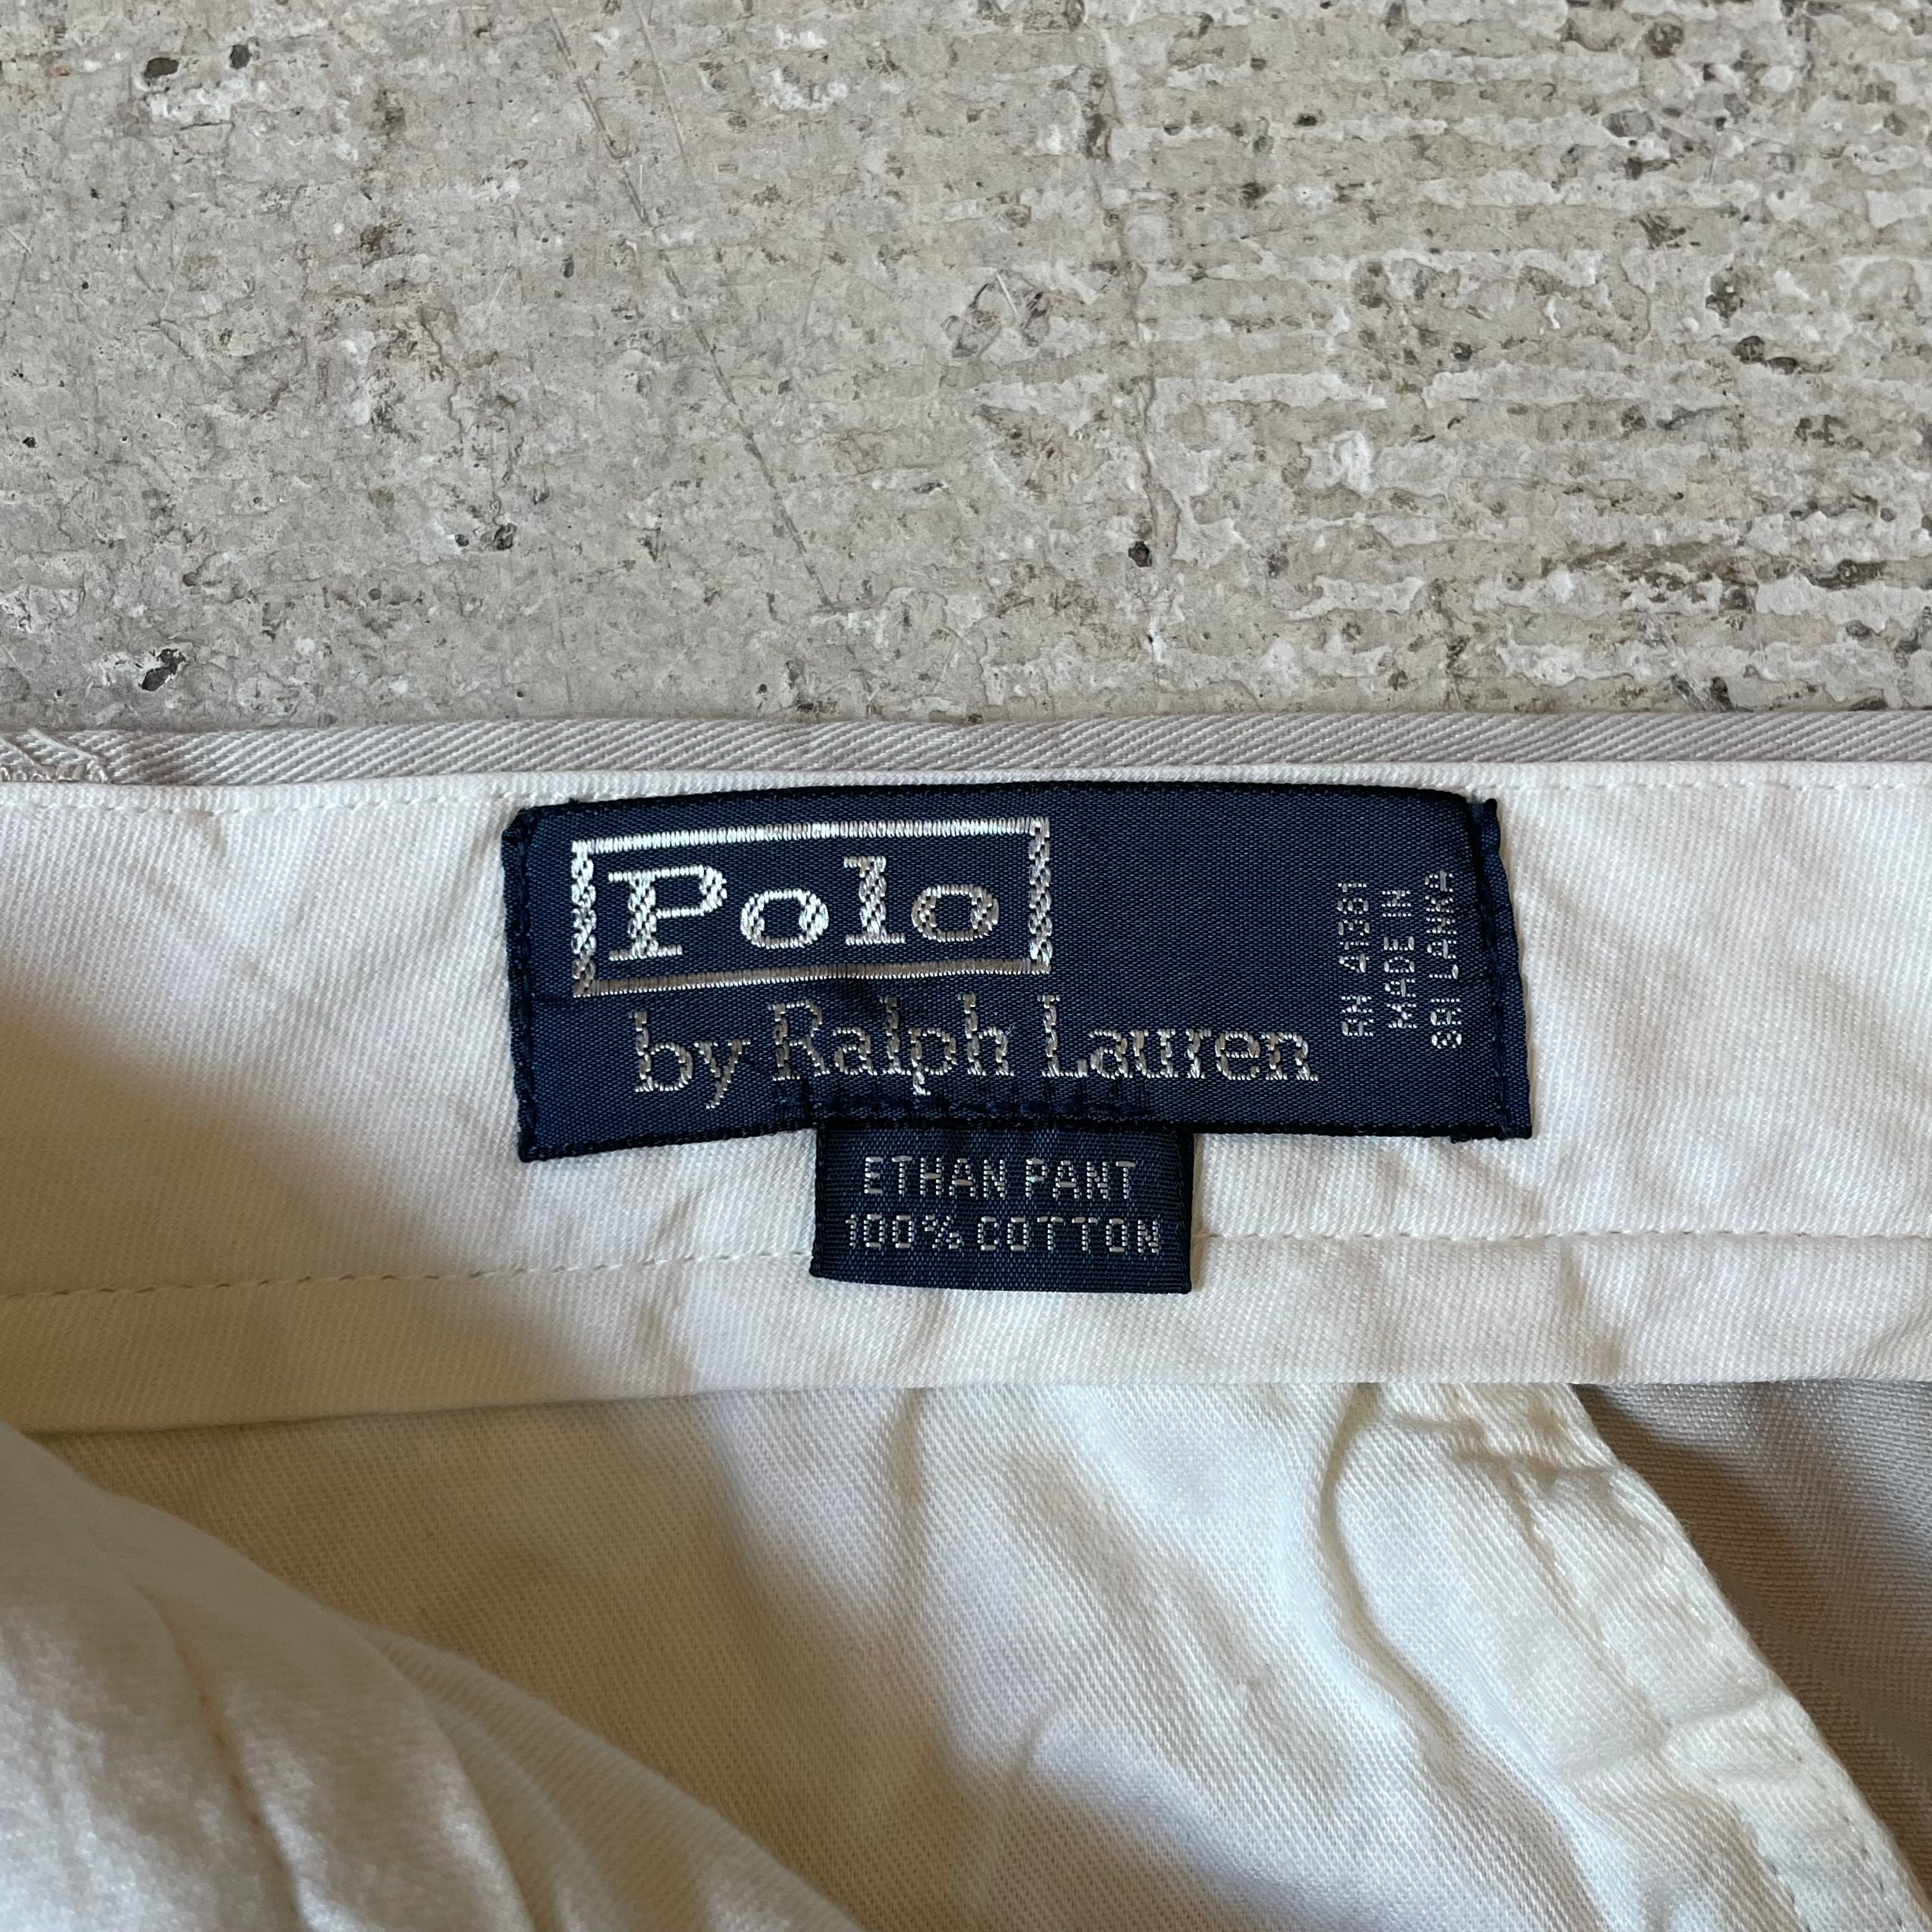 Polo
by Ralph Lauren
RN 41381
MADE IN
SRI LANKA
ETHAN PANT
100% COTTON